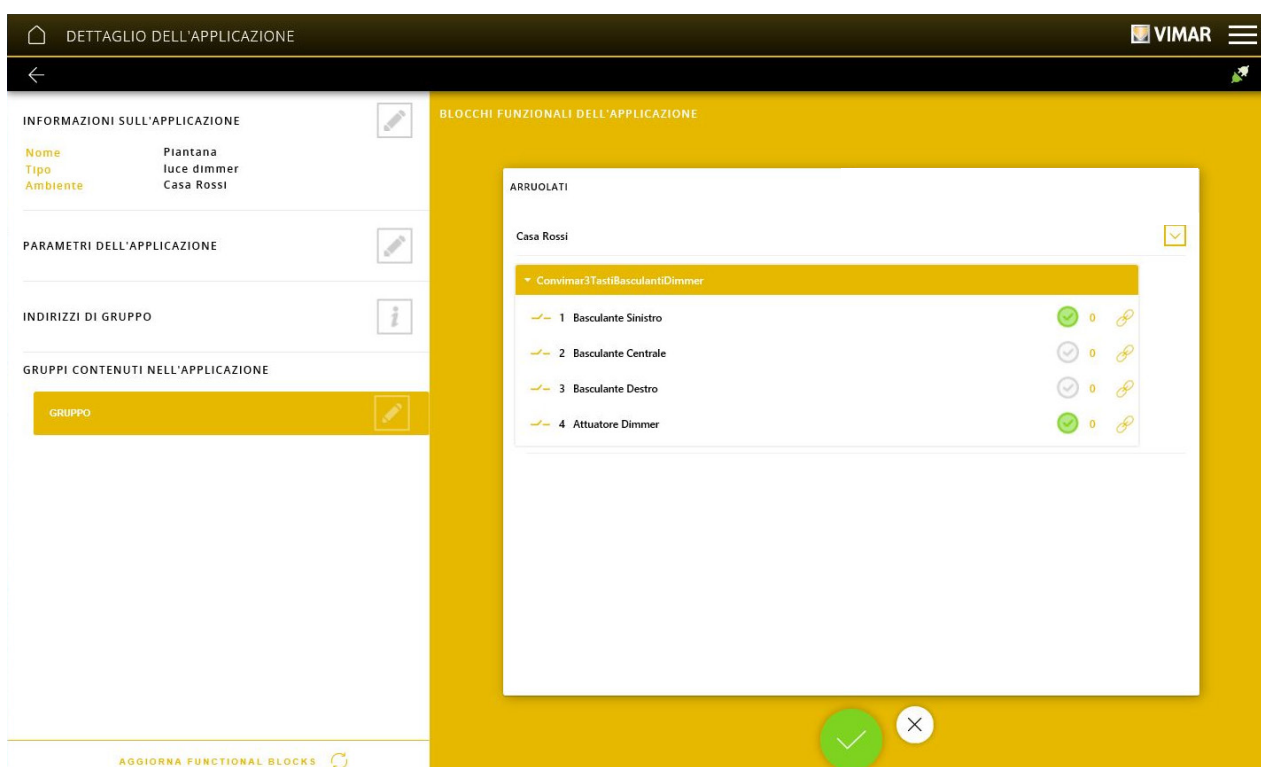 DETTAGLIO DELL'APPLICAZIONE
VIMAR
INFORMAZIONI SULL'APPLICAZIONE
Nome Piantana
Tipo luce dimmer
Ambiente Casa Rossi
PARAMETRI DELL'APPLICAZIONE
INDIRIZZI DI GRUPPO
i
GRUPPI CONTENUTI NELL'APPLICAZIONE
GRUPPO
AGGIORNA FUNCTIONAL BLOCKS
BLOCCHI FUNZIONALI DELL'APPLICAZIONE
ARRUOLATI
Casa Rossi
Convimar3TastiBasculantiDimmer
1 Basculante Sinistro 0
2 Basculante Centrale 0
3 Basculante Destro 0
4 Attuatore Dimmer 0